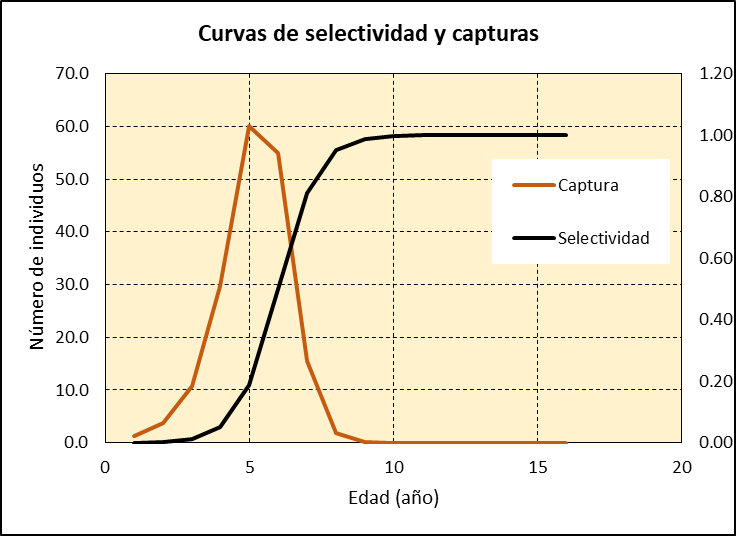 Curvas de selectividad y capturas
70.0
60.0
50.0
40.0
30.0
20.0
10.0
0.0
Número de individuos
1.20
1.00
0.80
0.60
0.40
0.20
0.00
Captura
Selectividad
0 5 10 15 20
Edad (año)